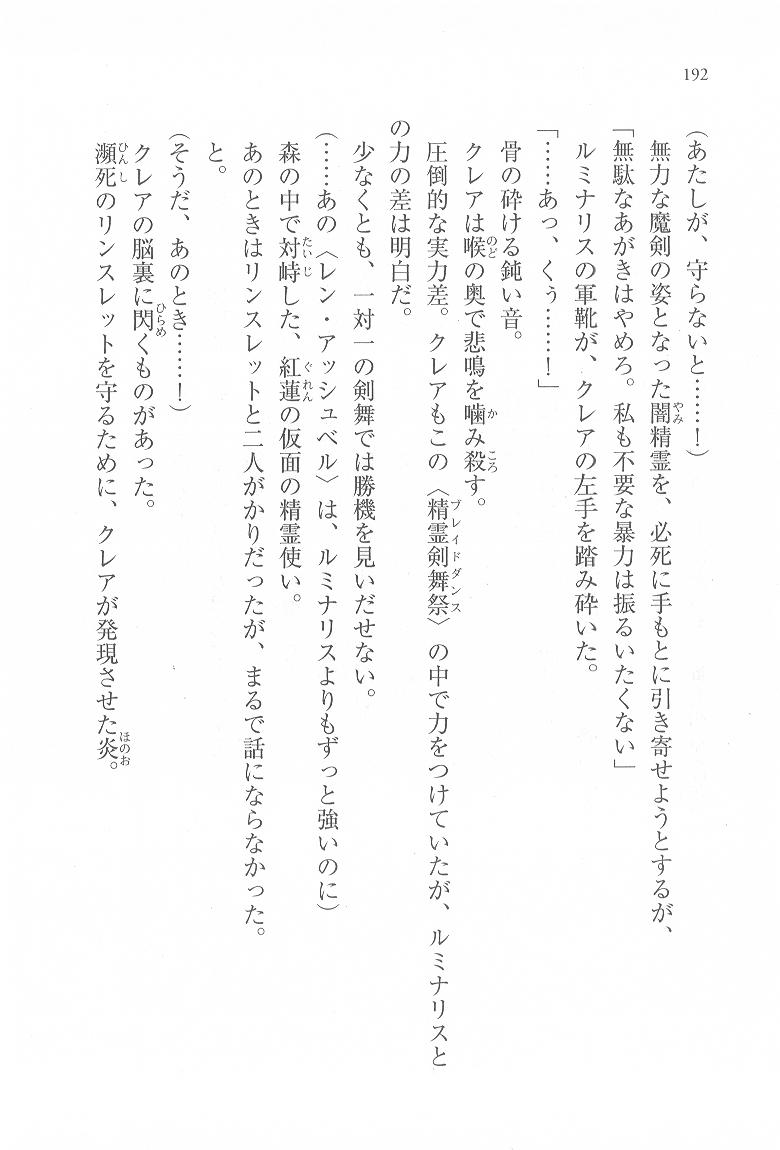 192
(あたしが、守らないと……！)
無力な魔剣の姿となった闇精霊を、必死に手もとに引き寄せようとするが、
「無駄なあがきはやめろ。私も不要な暴力は振るいたくない」
ルミナリスの軍靴が、クレアの左手を踏み砕いた。
「……あっ、くぅ……！」
骨の砕ける鈍い音。
クレアは喉の奥で悲鳴を噛み殺す。
圧倒的な実力差。クレアもこの〈精霊剣舞祭〉の中で力をつけていたが、ルミナリスと
の力の差は明白だ。
少なくとも、一対一の剣舞では勝機を見いだせない。
(……あの〈レン・アッシュベル〉は、ルミナリスよりもずっと強いのに)
森の中で対峙した、紅蓮の仮面の精霊使い。
あのときはリンスレットと二人がかりだったが、まるで話にならなかった。
と。
(そうだ、あのとき……！)
クレアの脳裏に閃くものがあった。
瀕死のリンスレットを守るために、クレアが発現させた炎。